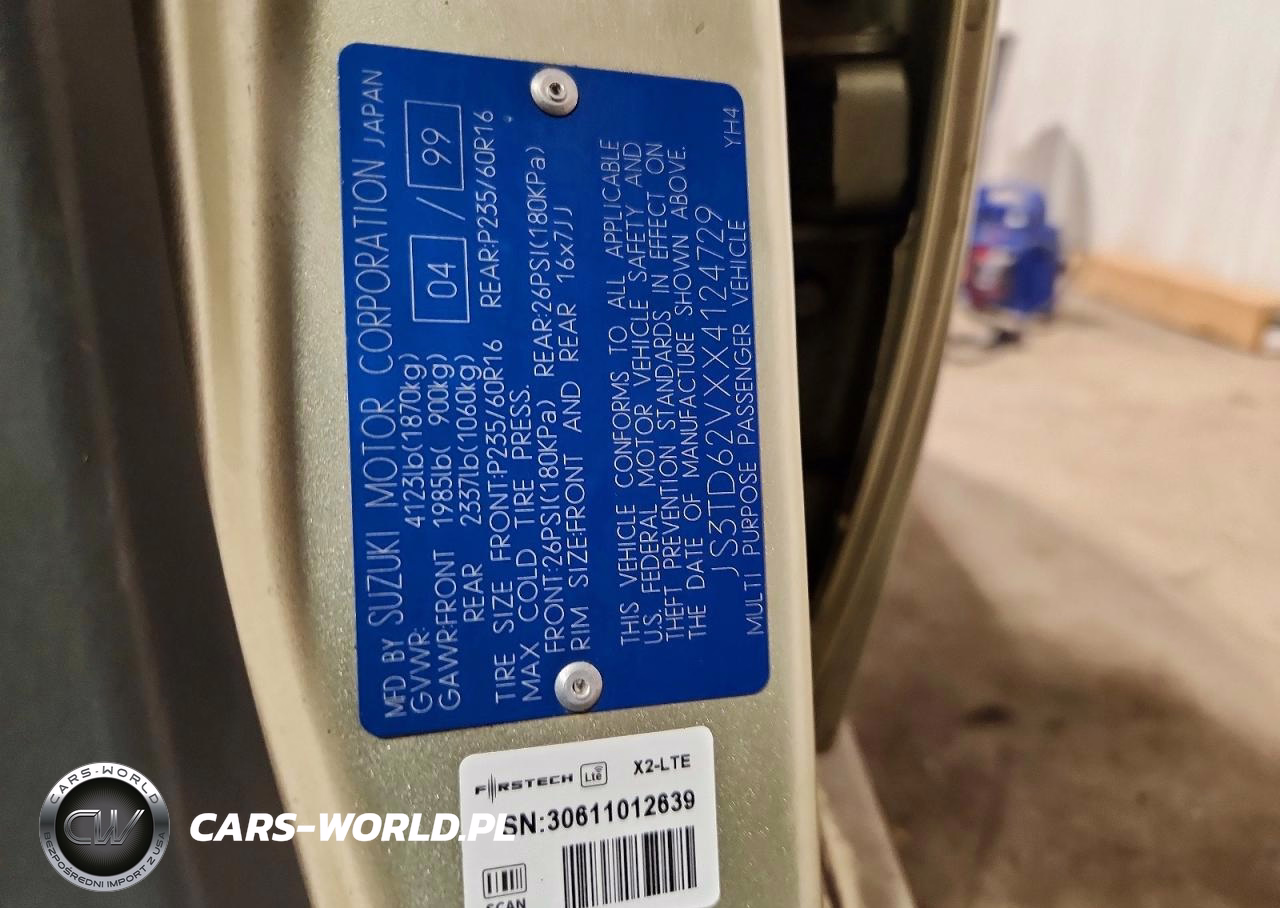 MFD BY SUZUKI MOTOR CORPORATION JAPAN
GVWR: 4123lb(1870kg) 04 / 99
GAWR:FRONT 1985lb( 900kg)
REAR 2337lb(1060kg)
TIRE SIZE FRONT:P235/60R16 REAR:P235/60R16
MAX COLD TIRE PRESS.
FRONT:26PSI(180KPa) REAR:26PSI(180KPa)
RIM SIZE:FRONT AND REAR 16x7JJ
THIS VEHICLE CONFORMS TO ALL APPLICABLE
U.S. FEDERAL MOTOR VEHICLE SAFETY AND
THEFT PREVENTION STANDARDS IN EFFECT ON
THE DATE OF MANUFACTURE SHOWN ABOVE.
JS3TD62VXX4124729
MULTI PURPOSE PASSENGER VEHICLE YH4
FIRSTECH Lte X2-LTE
SN:30611012639
SCAN
CARS-WORLD
CW
BEZPOŚREDNI IMPORT Z USA
CARS-WORLD.PL